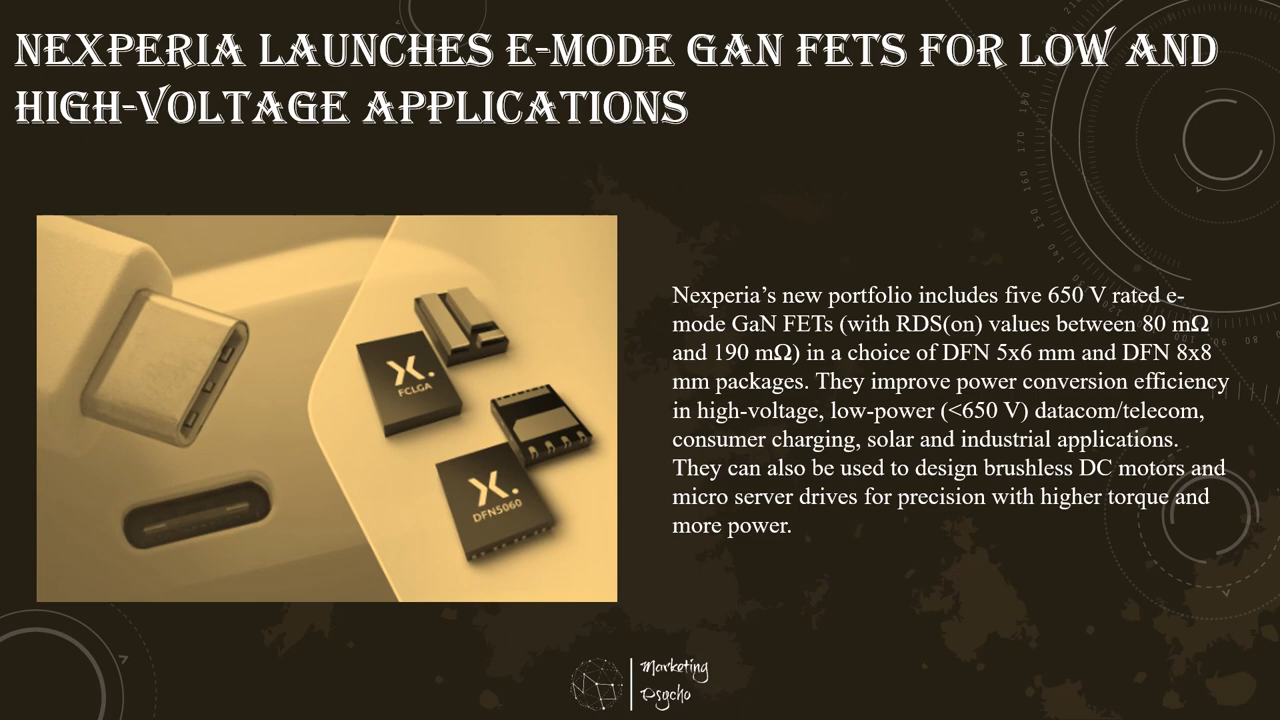 NEXPERIA LAUNCHES E-MODE GAN FETS FOR LOW AND
HIGH-VOLTAGE APPLICATIONS
X.
FCLGA
X.
DFN5060
Nexperia’s new portfolio includes five 650 V rated e-
mode GaN FETs (with RDS(on) values between 80 mΩ
and 190 mΩ) in a choice of DFN 5x6 mm and DFN 8x8
mm packages. They improve power conversion efficiency
in high-voltage, low-power (<650 V) datacom/telecom,
consumer charging, solar and industrial applications.
They can also be used to design brushless DC motors and
micro server drives for precision with higher torque and
more power.
Marketing
Psycho
170
160
150
140